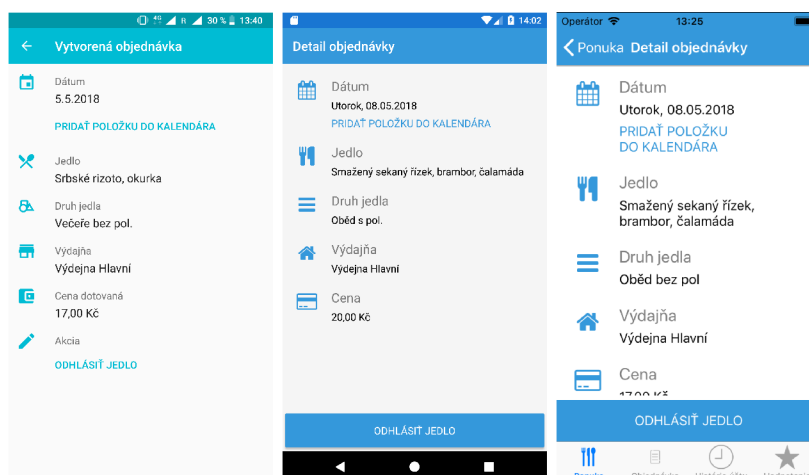 4G R 30 % 13:40
Vytvorená objednávka
Dátum
5.5.2018
PRIDAŤ POLOŽKU DO KALENDÁRA
Jedlo
Srbské rizoto, okurka
Druh jedla
Večeře bez pol.
Výdajňa
Výdejna Hlavní
Cena dotovaná
17,00 Kč
Akcia
ODHLÁSIŤ JEDLO
14:02
Detail objednávky
Dátum
Utorok, 08.05.2018
PRIDAŤ POLOŽKU DO KALENDÁRA
Jedlo
Smažený sekaný řízek, brambor, čalamáda
Druh jedla
Oběd s pol.
Výdajňa
Výdejna Hlavní
Cena
20,00 Kč
ODHLÁSIŤ JEDLO
Operátor 13:25
Ponuka Detail objednávky
Dátum
Utorok, 08.05.2018
PRIDAŤ POLOŽKU
DO KALENDÁRA
Jedlo
Smažený sekaný řízek,
brambor, čalamáda
Druh jedla
Oběd bez pol
Výdajňa
Výdejna Hlavní
Cena
17,00 Kč
ODHLÁSIŤ JEDLO